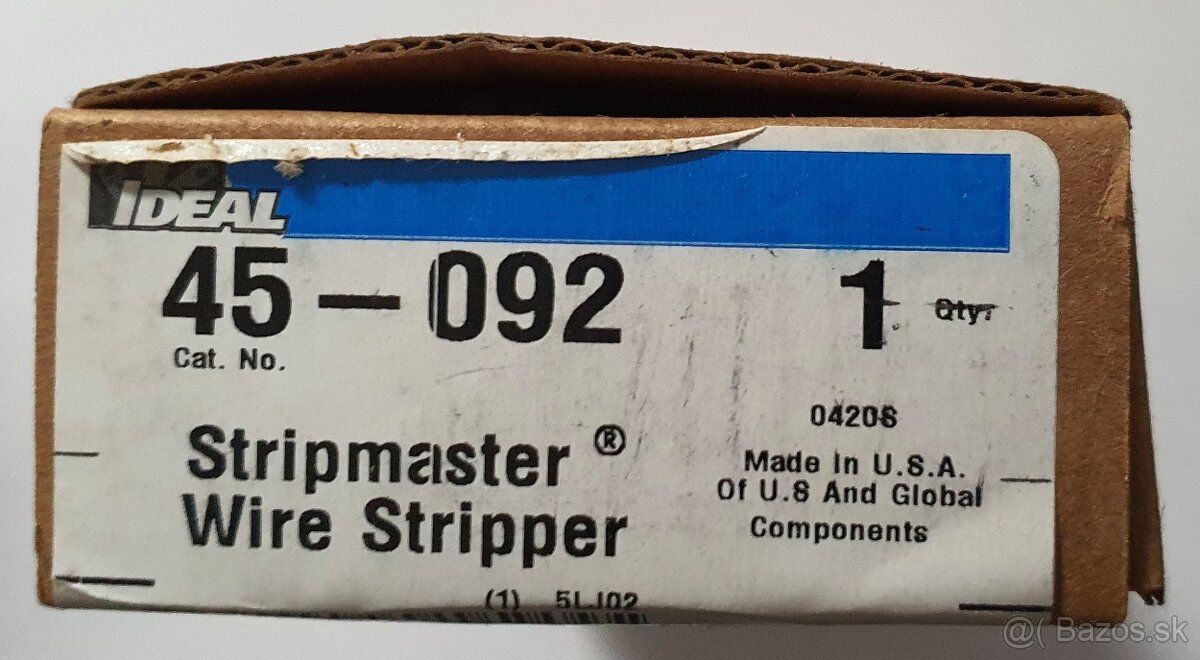 IDEAL
45-092 1 Qty:
Cat. No.
Stripmaster ®
Wire Stripper
0420S
Made In U.S.A.
Of U.S And Global
Components
(1) 5LJ02
@( Bazos.sk